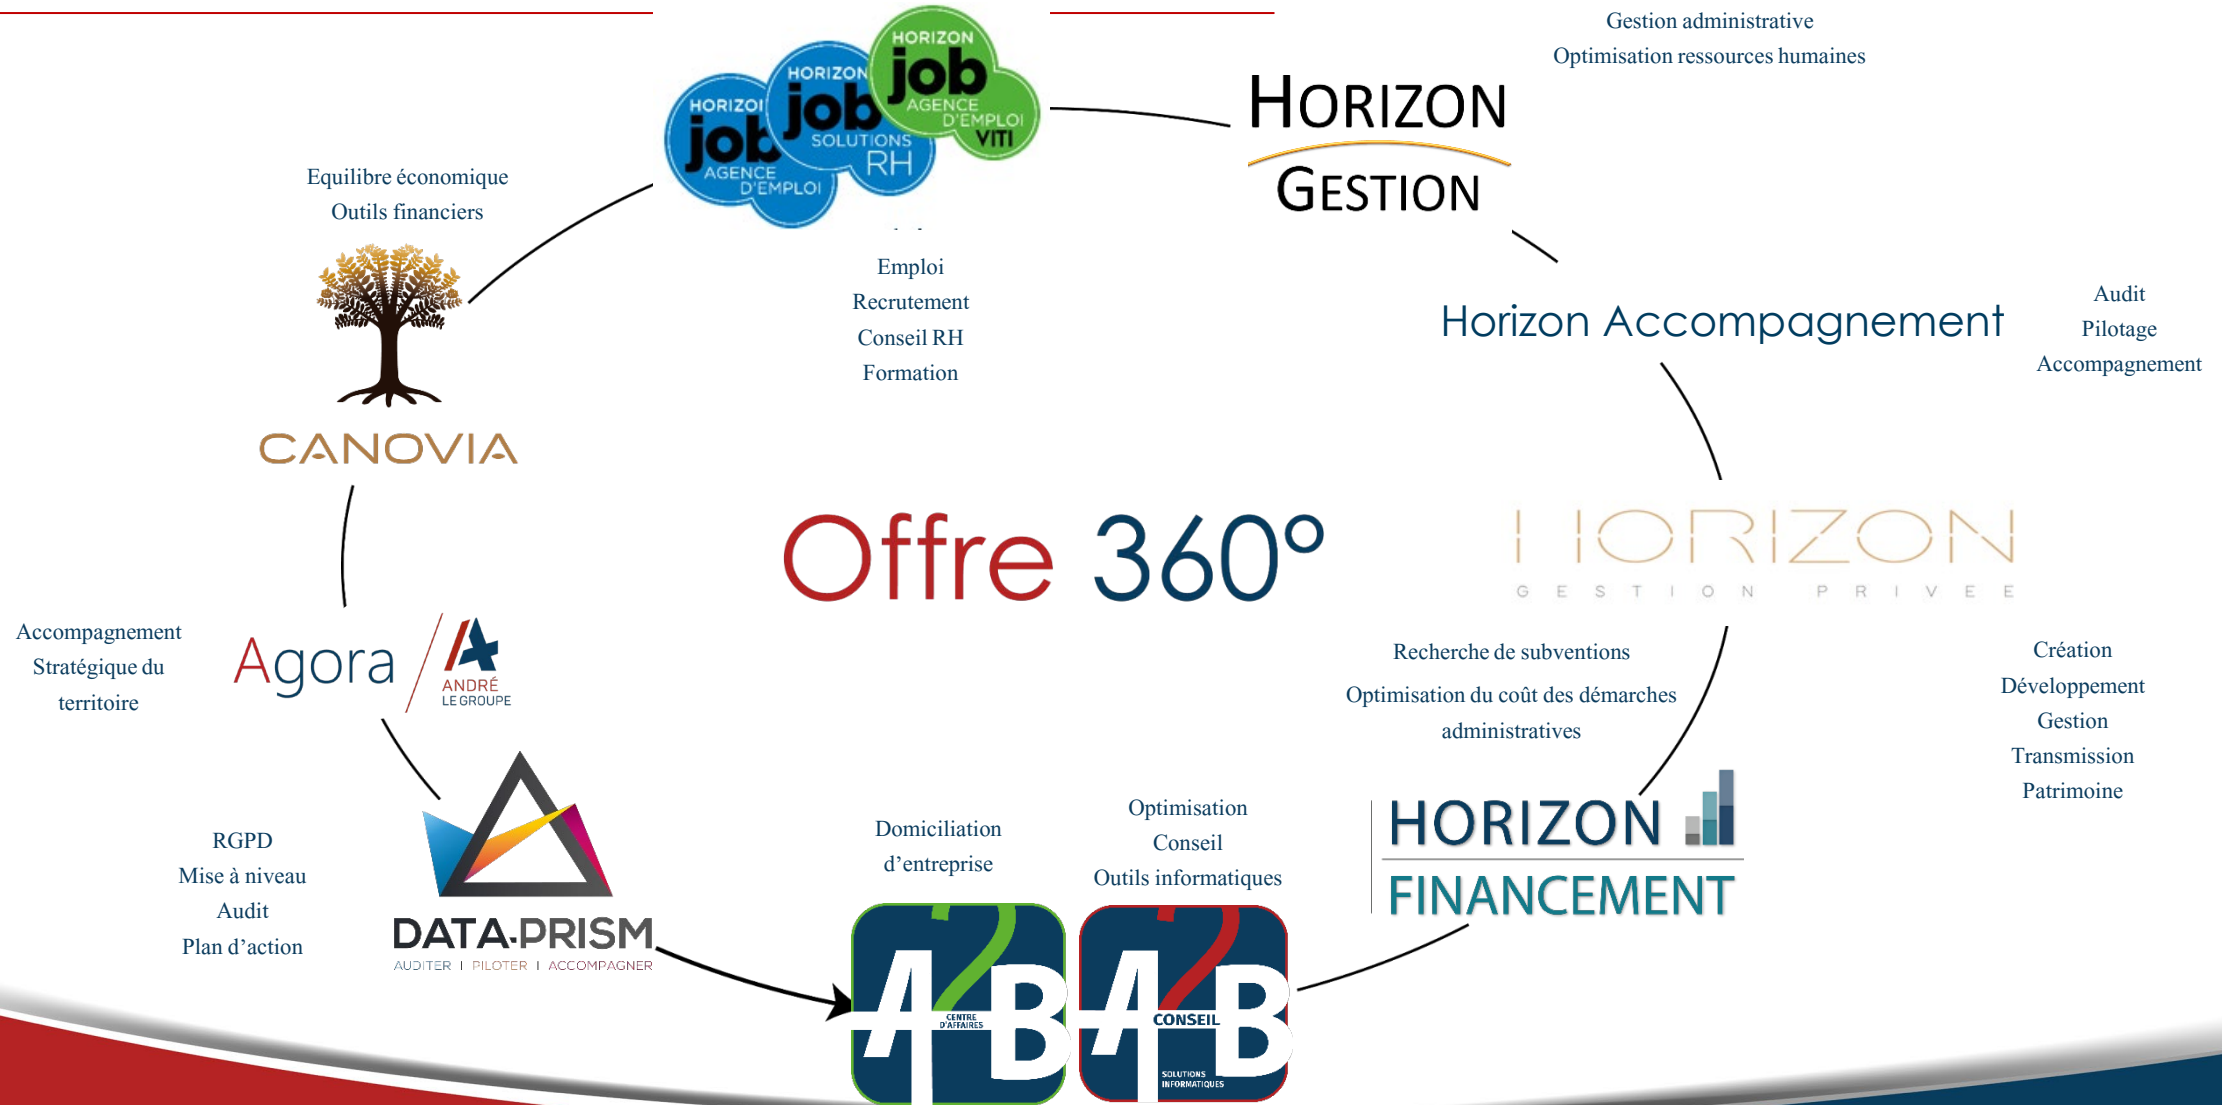 HORIZON
job
AGENCE
D'EMPLOI
VITI
HORIZON
job
SOLUTIONS
RH
job
AGENCE
D'EMPLOI
Emploi
Recrutement
Conseil RH
Formation
Gestion administrative
Optimisation ressources humaines
HORIZON
GESTION
Horizon Accompagnement
Audit
Pilotage
Accompagnement
Equilibre économique
Outils financiers
CANOVIA
Offre 360°
HORIZON
GESTION PRIVEE
Création
Développement
Gestion
Transmission
Patrimoine
Accompagnement
Stratégique du
territoire
Agora
ANDRÉ
LE GROUPE
Recherche de subventions
Optimisation du coût des démarches
administratives
HORIZON
FINANCEMENT
RGPD
Mise à niveau
Audit
Plan d’action
DATA-PRISM
AUDITER I PILOTER I ACCOMPAGNER
Domiciliation
d’entreprise
A2B
CENTRE
D'AFFAIRES
Optimisation
Conseil
Outils informatiques
A2B
CONSEIL
SOLUTIONS
INFORMATIQUES